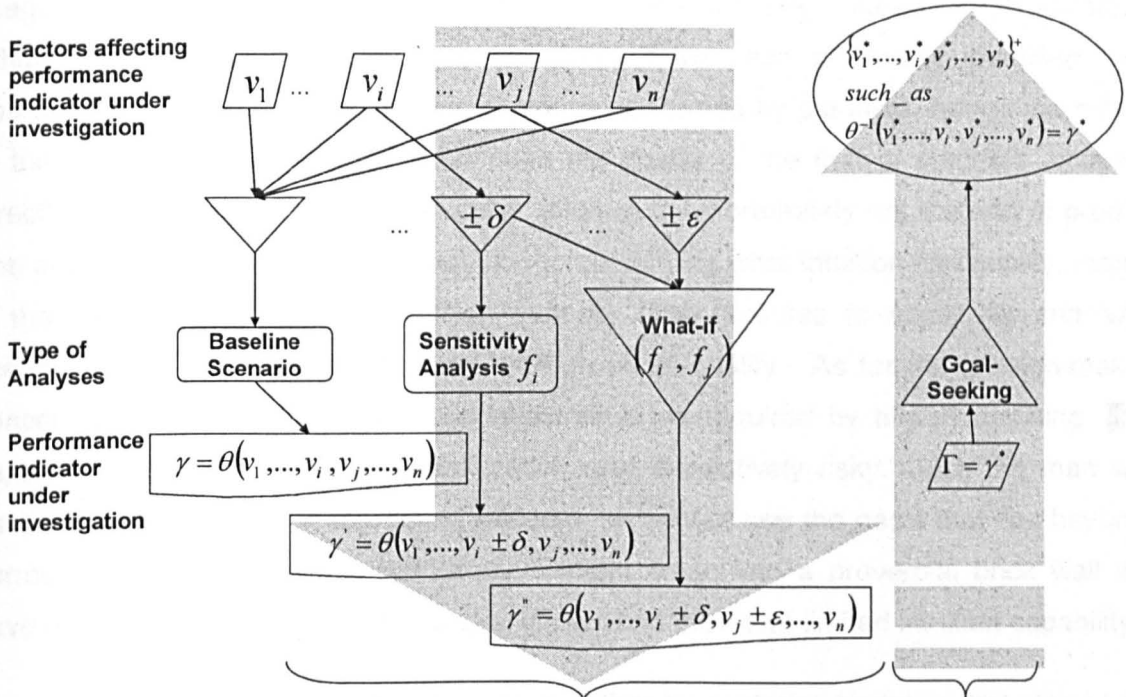 Factors affecting
performance
Indicator under
investigation
v₁ ... vᵢ ... vⱼ ... vₙ
{v₁*,..., vᵢ*, vⱼ*,..., vₙ*}⁺
such_as
θ⁻¹(v₁*,..., vᵢ*, vⱼ*,..., vₙ*) = γ*
... ± δ ... ± ε
Type of
Analyses
Baseline
Scenario
Sensitivity
Analysis fᵢ
What-if
(fᵢ , fⱼ)
Goal-
Seeking
Performance
indicator
under
investigation
γ = θ(v₁,..., vᵢ, vⱼ,..., vₙ)
Γ = γ*
γ' = θ(v₁,..., vᵢ ± δ, vⱼ,..., vₙ)
γ" = θ(v₁,..., vᵢ ± δ, vⱼ ± ε,..., vₙ)